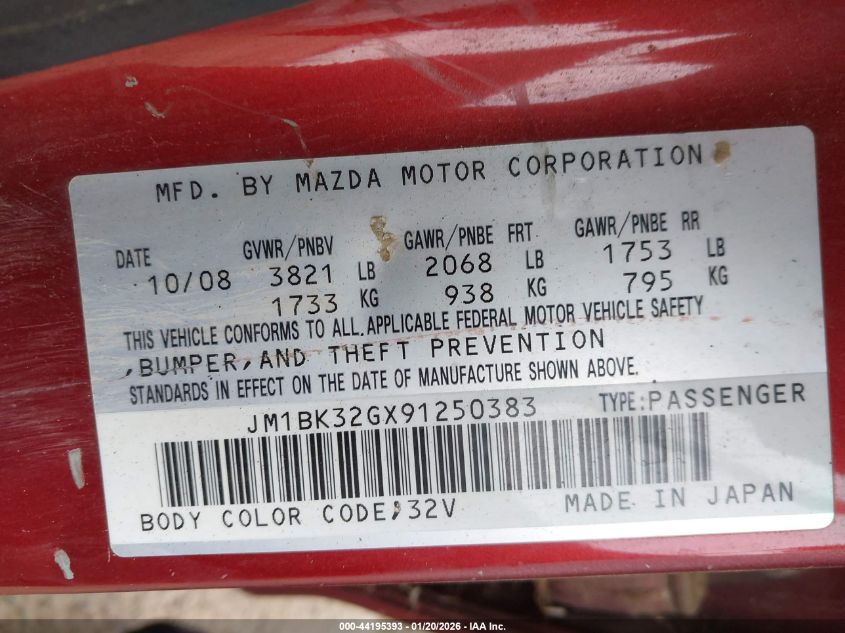 MFD. BY MAZDA MOTOR CORPORATION
DATE GVWR/PNBV GAWR/PNBE FRT GAWR/PNBE RR
10/08 3821 LB 2068 LB 1753 LB
1733 KG 938 KG 795 KG
THIS VEHICLE CONFORMS TO ALL APPLICABLE FEDERAL MOTOR VEHICLE SAFETY
,BUMPER,AND THEFT PREVENTION
STANDARDS IN EFFECT ON THE DATE OF MANUFACTURE SHOWN ABOVE.
JM1BK32GX91250383 TYPE:PASSENGER
BODY COLOR CODE;32V MADE IN JAPAN
000-44195393 - 01/20/2026 - IAA Inc.